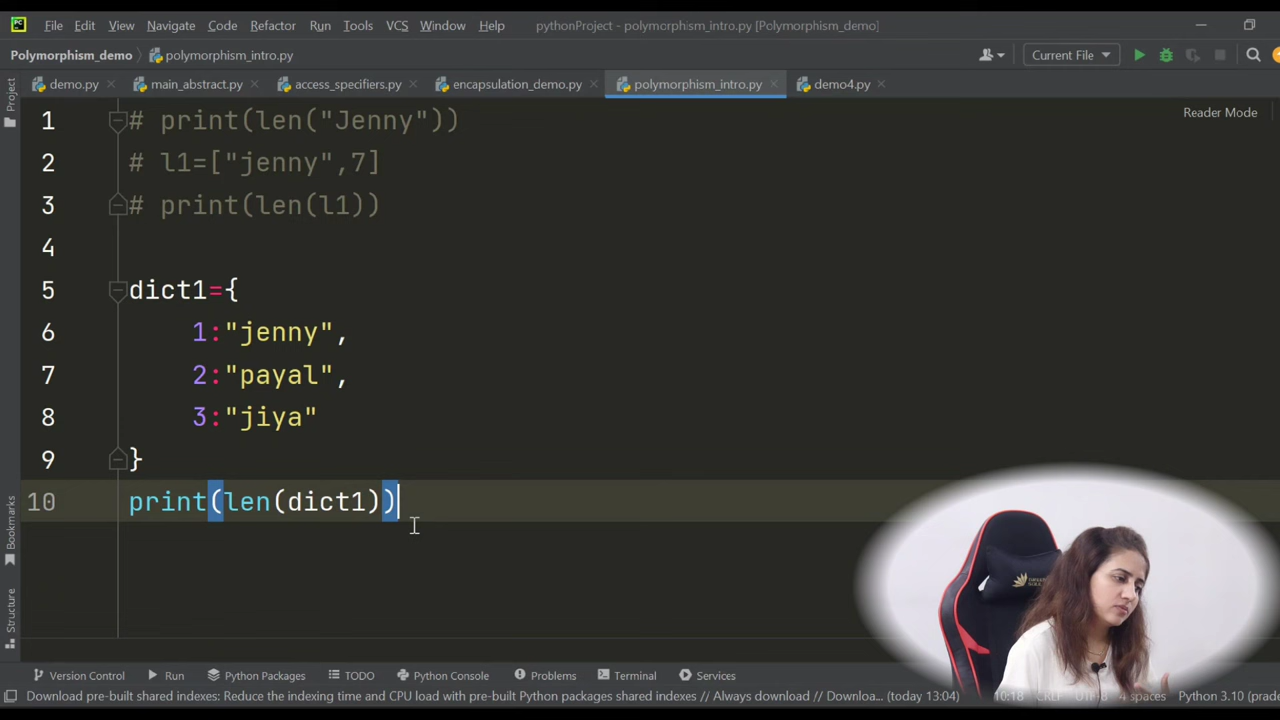 File Edit View Navigate Code Refactor Run Tools VCS Window Help pythonProject - polymorphism_intro.py [Polymorphism_demo]
Polymorphism_demo polymorphism_intro.py Current File
demo.py main_abstract.py access_specifiers.py encapsulation_demo.py polymorphism_intro.py demo4.py
Project
Reader Mode
1 # print(len("Jenny"))
2 # l1=["jenny",7]
3 # print(len(l1))
4
5 dict1={
6 1:"jenny",
7 2:"payal",
8 3:"jiya"
9 }
10 print(len(dict1))
Bookmarks
Structure
Version Control Run Python Packages TODO Python Console Problems Terminal Services
Download pre-built shared indexes: Reduce the indexing time and CPU load with pre-built Python packages shared indexes // Always download // Downloa... (today 13:04) 10:18 CRLF UTF-8 4 spaces Python 3.10